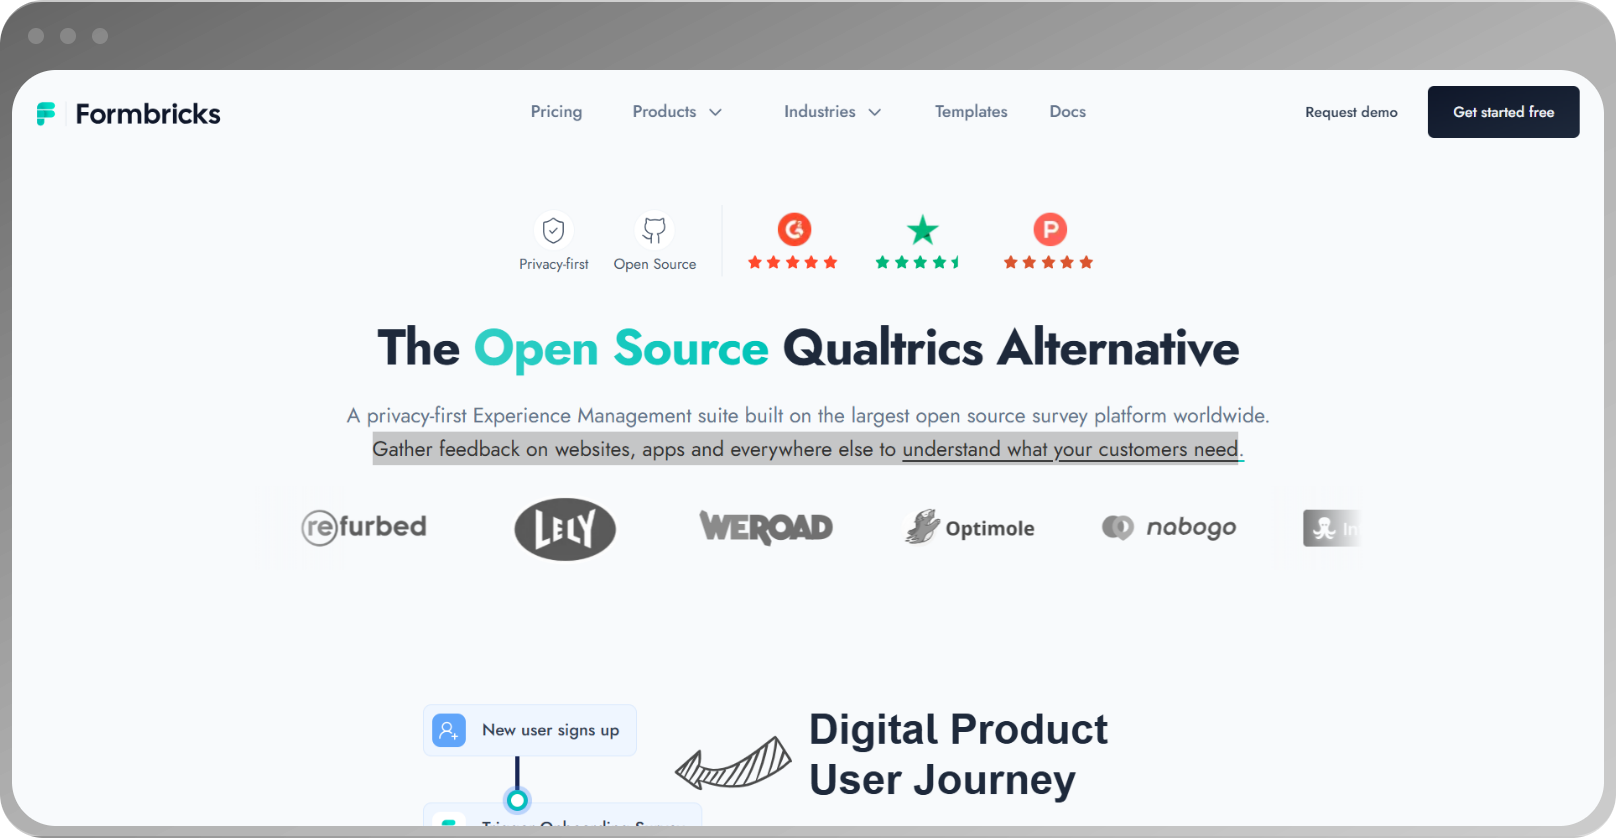 Formbricks
Pricing
Products
Industries
Templates
Docs
Request demo
Get started free
Privacy-first
Open Source
The Open Source Qualtrics Alternative
A privacy-first Experience Management suite built on the largest open source survey platform worldwide.
Gather feedback on websites, apps and everywhere else to understand what your customers need.
refurbed
LELY
WEROAD
Optimole
nabogo
New user signs up
Digital Product
User Journey